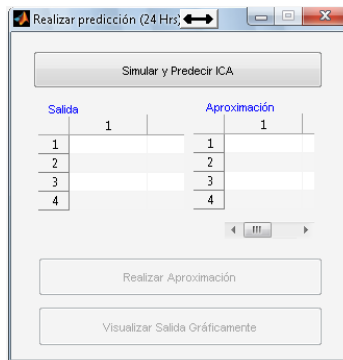 Realizar predicción (24 Hrs)
Simular y Predecir ICA
Salida
Aproximación
1
1
1
2
3
4
1
2
3
4
Realizar Aproximación
Visualizar Salida Gráficamente